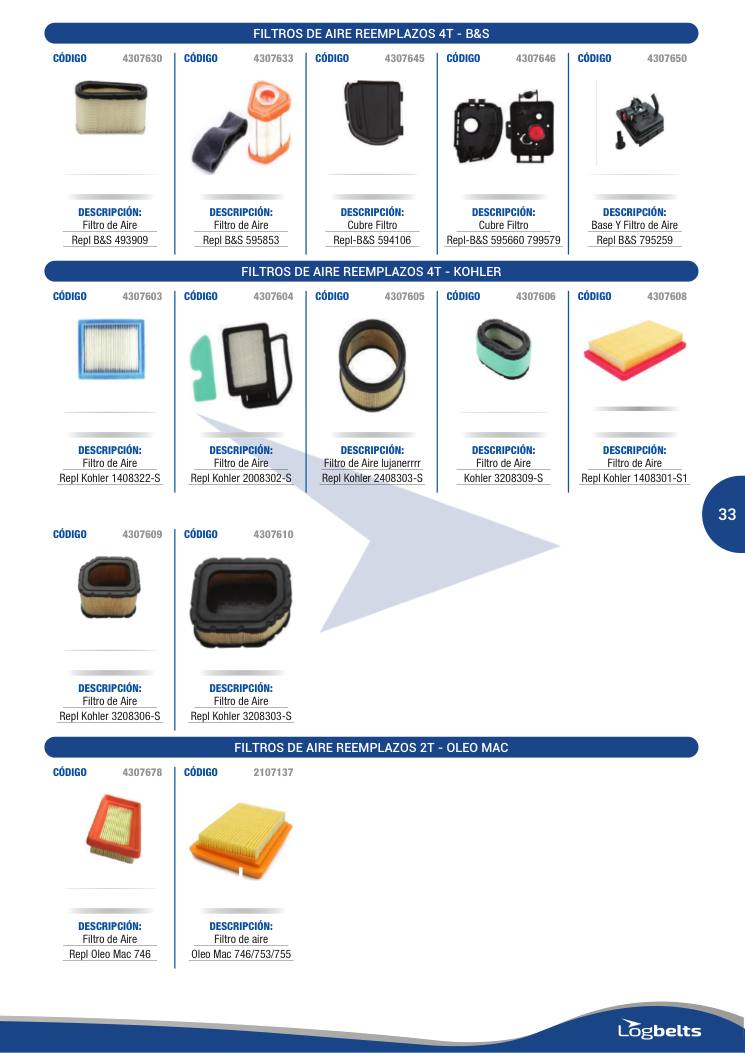 FILTROS DE AIRE REEMPLAZOS 4T - B&S
CÓDIGO 4307630
DESCRIPCIÓN:
Filtro de Aire
Repl B&S 493909
CÓDIGO 4307633
DESCRIPCIÓN:
Filtro de Aire
Repl B&S 595853
CÓDIGO 4307645
DESCRIPCIÓN:
Cubre Filtro
Repl-B&S 594106
CÓDIGO 4307646
DESCRIPCIÓN:
Cubre Filtro
Repl-B&S 595660 799579
CÓDIGO 4307650
DESCRIPCIÓN:
Base Y Filtro de Aire
Repl B&S 795259
FILTROS DE AIRE REEMPLAZOS 4T - KOHLER
CÓDIGO 4307603
DESCRIPCIÓN:
Filtro de Aire
Repl Kohler 1408322-S
CÓDIGO 4307604
DESCRIPCIÓN:
Filtro de Aire
Repl Kohler 2008302-S
CÓDIGO 4307605
DESCRIPCIÓN:
Filtro de Aire lujanerrrr
Repl Kohler 2408303-S
CÓDIGO 4307606
DESCRIPCIÓN:
Filtro de Aire
Kohler 3208309-S
CÓDIGO 4307608
DESCRIPCIÓN:
Filtro de Aire
Repl Kohler 1408301-S1
33
CÓDIGO 4307609
DESCRIPCIÓN:
Filtro de Aire
Repl Kohler 3208306-S
CÓDIGO 4307610
DESCRIPCIÓN:
Filtro de Aire
Repl Kohler 3208303-S
FILTROS DE AIRE REEMPLAZOS 2T - OLEO MAC
CÓDIGO 4307678
DESCRIPCIÓN:
Filtro de Aire
Repl Oleo Mac 746
CÓDIGO 2107137
DESCRIPCIÓN:
Filtro de aire
Oleo Mac 746/753/755
Logbelts